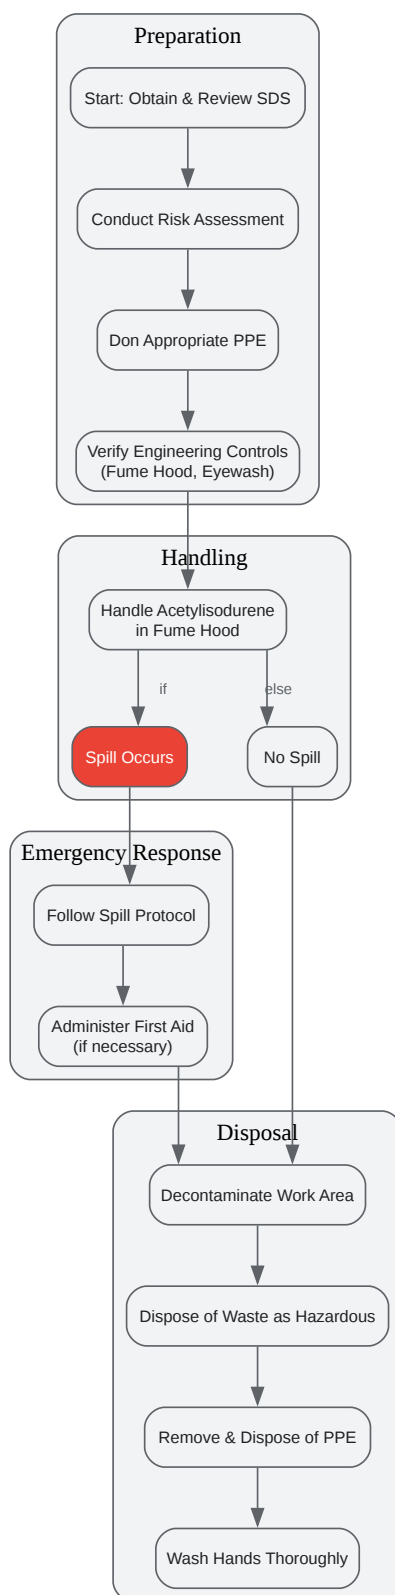 Preparation
Start: Obtain & Review SDS
Conduct Risk Assessment
Don Appropriate PPE
Verify Engineering Controls
(Fume Hood, Eyewash)
Handling
Handle Acetylisodurene
in Fume Hood
if
else
Spill Occurs
No Spill
Emergency Response
Follow Spill Protocol
Administer First Aid
(if necessary)
Disposal
Decontaminate Work Area
Dispose of Waste as Hazardous
Remove & Dispose of PPE
Wash Hands Thoroughly